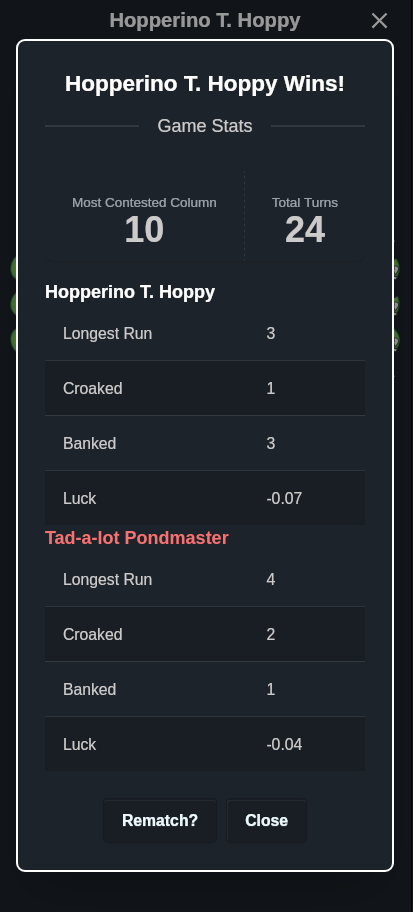 Hopperino T. Hoppy
Hopperino T. Hoppy Wins!
Game Stats
Most Contested Column
10
Total Turns
24
Hopperino T. Hoppy
Longest Run 3
Croaked 1
Banked 3
Luck -0.07
Tad-a-lot Pondmaster
Longest Run 4
Croaked 2
Banked 1
Luck -0.04
Rematch? Close